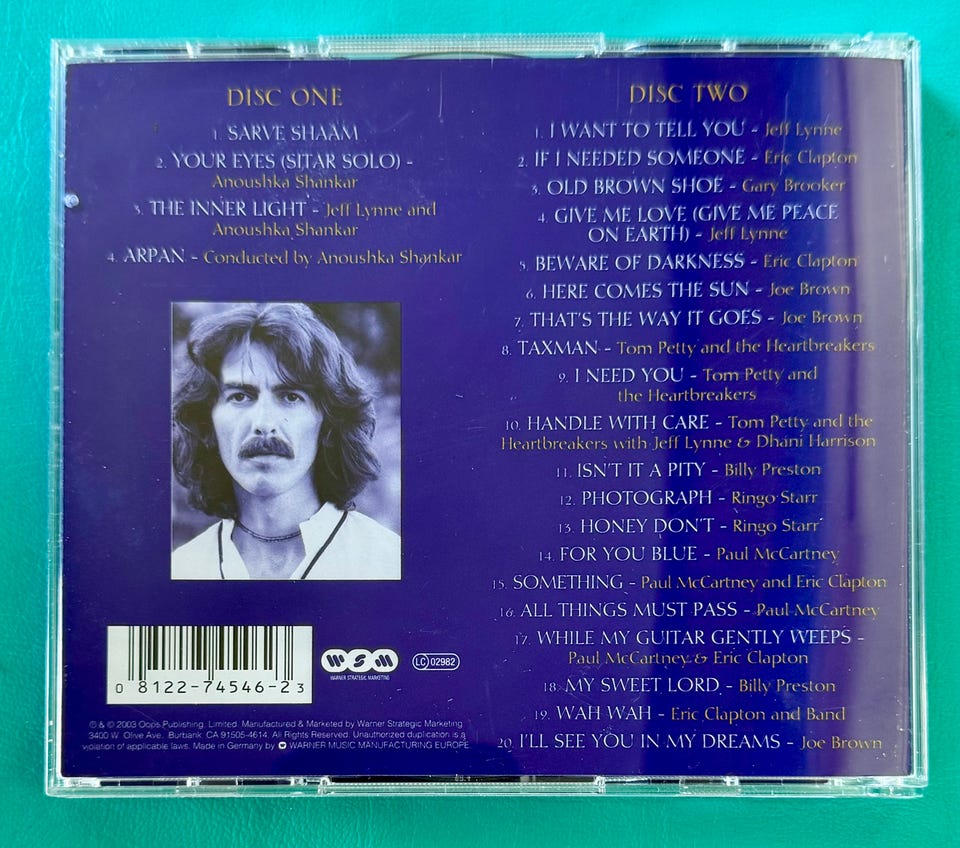 DISC ONE
1. SARVE SHAAM
2. YOUR EYES (SITAR SOLO) -
Anoushka Shankar
3. THE INNER LIGHT - Jeff Lynne and
Anoushka Shankar
4. ARPAN - Conducted by Anoushka Shankar
DISC TWO
1. I WANT TO TELL YOU - Jeff Lynne
2. IF I NEEDED SOMEONE - Eric Clapton
3. OLD BROWN SHOE - Gary Brooker
4. GIVE ME LOVE (GIVE ME PEACE
ON EARTH) - Jeff Lynne
5. BEWARE OF DARKNESS - Eric Clapton
6. HERE COMES THE SUN - Joe Brown
7. THAT'S THE WAY IT GOES - Joe Brown
8. TAXMAN - Tom Petty and the Heartbreakers
9. I NEED YOU - Tom Petty and
the Heartbreakers
10. HANDLE WITH CARE - Tom Petty and the
Heartbreakers with Jeff Lynne & Dhani Harrison
11. ISN'T IT A PITY - Billy Preston
12. PHOTOGRAPH - Ringo Starr
13. HONEY DON'T - Ringo Starr
14. FOR YOU BLUE - Paul McCartney
15. SOMETHING - Paul McCartney and Eric Clapton
16. ALL THINGS MUST PASS - Paul McCartney
17. WHILE MY GUITAR GENTLY WEEPS -
Paul McCartney & Eric Clapton
18. MY SWEET LORD - Billy Preston
19. WAH WAH - Eric Clapton and Band
20. I'LL SEE YOU IN MY DREAMS - Joe Brown
0 81227-4546-2 3
WSM
WARNER STRATEGIC MARKETING
LC 02982
℗ & © 2003 Oops Publishing, Limited. Manufactured & Marketed by Warner Strategic Marketing
3400 W. Olive Ave., Burbank, CA 91505-4614. All Rights Reserved. Unauthorized duplication is a
violation of applicable laws. Made in Germany by WARNER MUSIC MANUFACTURING EUROPE